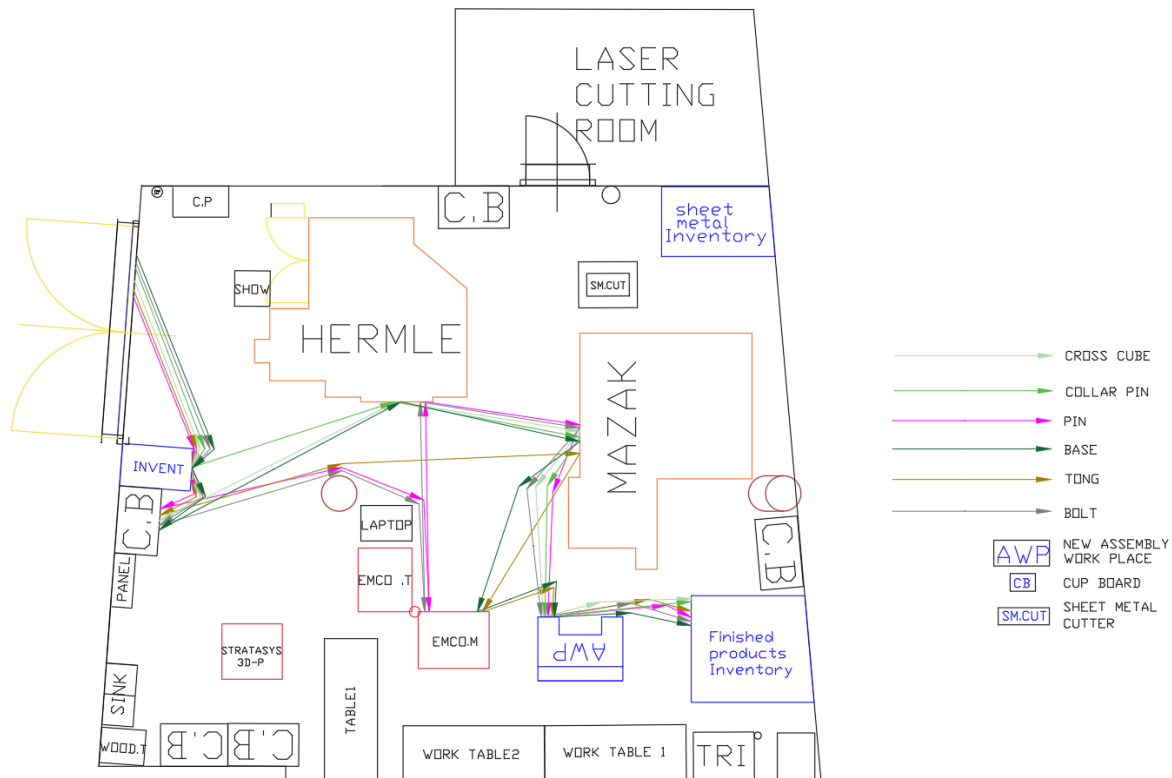 LASER
CUTTING
ROOM
C.P
C.B
sheet
metal
Inventory
SHOW
SM.CUT
HERMLE
MAZAK
CROSS CUBE
COLLAR PIN
PIN
BASE
TONG
BOLT
INVENT
C.B
LAPTOP
PANEL
EMCO .T
C.B
AWP
NEW ASSEMBLY
WORK PLACE
CB
CUP BOARD
SM.CUT
SHEET METAL
CUTTER
EMCO.M
AWP
Finished
products
Inventory
STRATASYS
3D-P
SINK
TABLE1
WOOD.T
C.B
C.B
WORK TABLE2
WORK TABLE 1
TRI